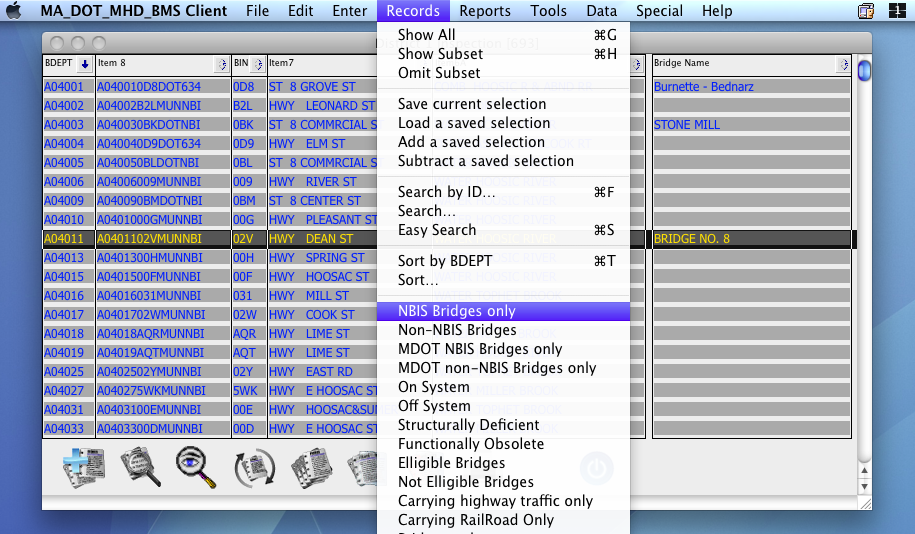 MA_DOT_MHD_BMS Client File Edit Enter Records Reports Tools Data Special Help
[693]
BDEPT Item 8 BIN Item7 Bridge Name
A04001 A040010D8DOT634 0D8 ST 8 GROVE ST Burnette - Bednarz
A04002 A04002B2LMUNNBI B2L HWY LEONARD ST
A04003 A040030BKDOTNBI 0BK ST 8 COMMRCIAL S STONE MILL
A04004 A040040D9DOT634 0D9 HWY ELM ST
A04005 A040050BLDOTNBI 0BL ST 8 COMMRCIAL S
A04006 A04006009MUNNBI 009 HWY RIVER ST
A04009 A040090BMDOTNBI 0BM ST 8 CENTER ST
A04010 A0401000GMUNNBI 00G HWY PLEASANT ST
A04011 A0401102VMUNNBI 02V HWY DEAN ST BRIDGE NO. 8
A04013 A0401300HMUNNBI 00H HWY SPRING ST
A04015 A0401500FMUNNBI 00F HWY HOOSAC ST
A04016 A04016031MUNNBI 031 HWY MILL ST
A04017 A0401702WMUNNBI 02W HWY COOK ST
A04018 A04018AQRMUNNBI AQR HWY LIME ST
A04019 A04019AQTMUNNBI AQT HWY LIME ST
A04025 A0402502YMUNNBI 02Y HWY EAST RD
A04027 A040275WKMUNNBI 5WK HWY E HOOSAC ST
A04031 A0403100EMUNNBI 00E HWY HOOSAC&SUM
A04033 A0403300DMUNNBI 00D HWY E HOOSAC ST
Show All ⌘G
Show Subset ⌘H
Omit Subset
Save current selection
Load a saved selection
Add a saved selection
Subtract a saved selection
Search by ID... ⌘F
Search...
Easy Search ⌘S
Sort by BDEPT ⌘T
Sort...
NBIS Bridges only
Non-NBIS Bridges
MDOT NBIS Bridges only
MDOT non-NBIS Bridges only
On System
Off System
Structurally Deficient
Functionally Obsolete
Elligible Bridges
Not Elligible Bridges
Carrying highway traffic only
Carrying RailRoad Only